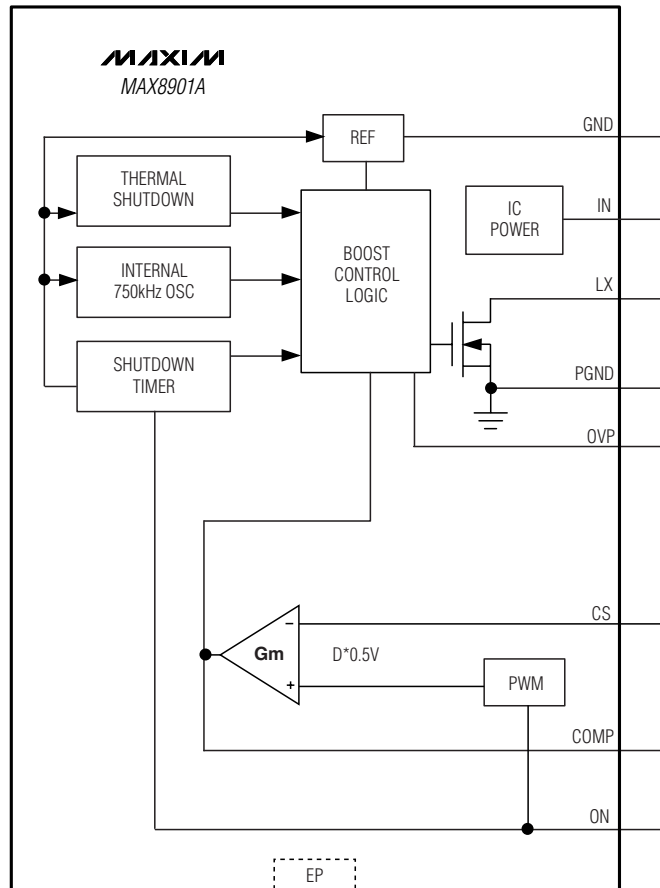 MAXIM
MAX8901A
REF
GND
THERMAL
SHUTDOWN
IC
POWER
IN
INTERNAL
750kHz OSC
BOOST
CONTROL
LOGIC
LX
SHUTDOWN
TIMER
PGND
OVP
CS
−
Gm
D*0.5V
+
PWM
COMP
ON
EP